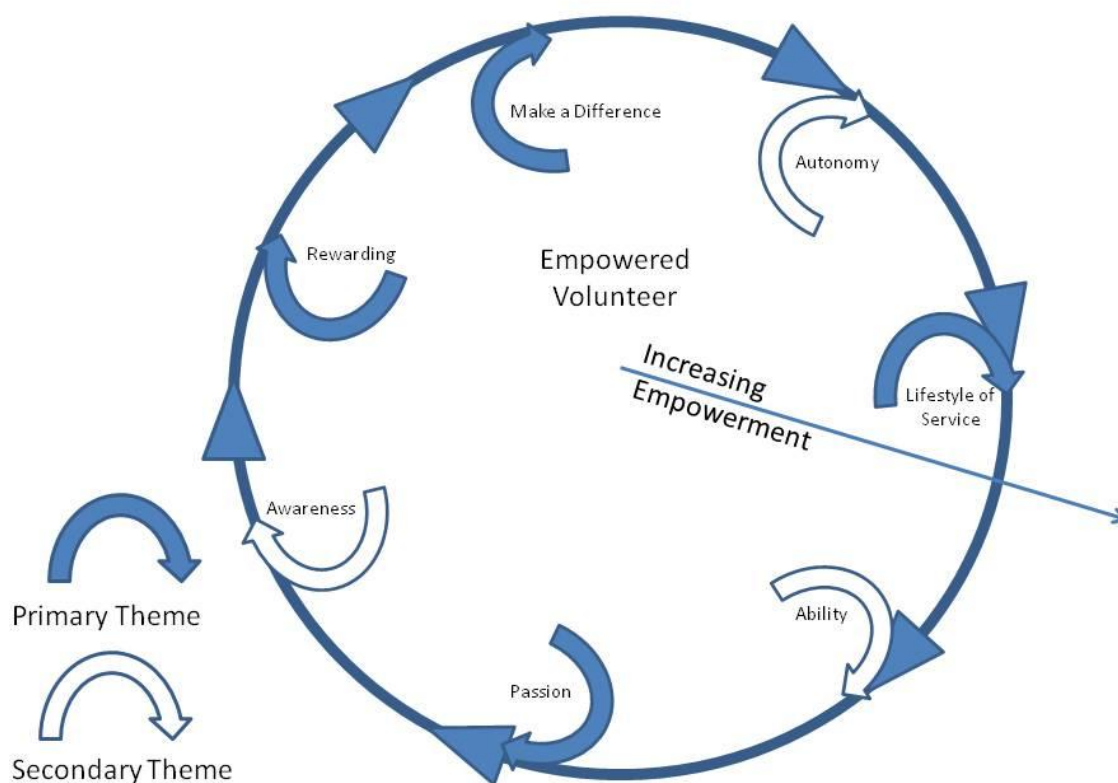 Make a Difference
Autonomy
Rewarding
Empowered
Volunteer
Increasing
Empowerment
Lifestyle of
Service
Awareness
Ability
Primary Theme
Passion
Secondary Theme